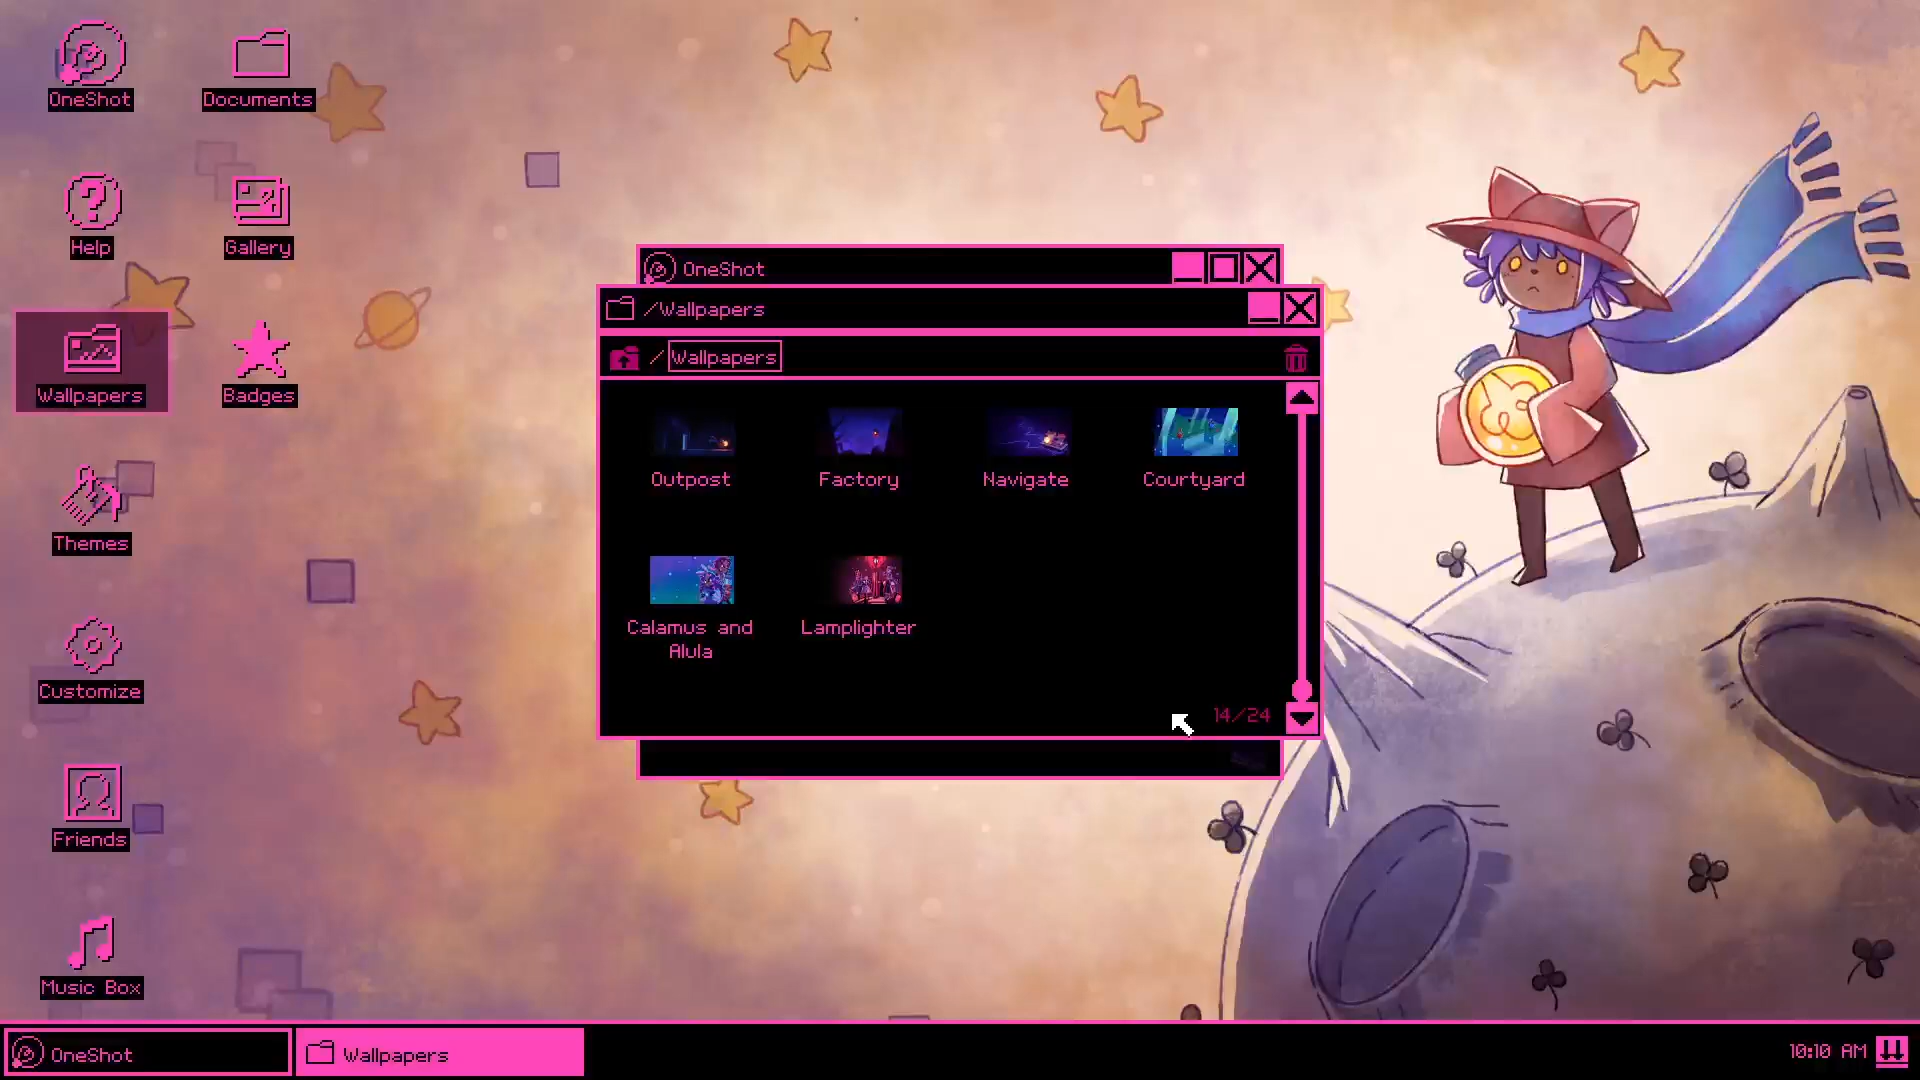 OneShot
Documents
Help
Gallery
Wallpapers
Badges
Themes
Customize
Friends
Music Box
OneShot
/Wallpapers
/ Wallpapers
Outpost
Factory
Navigate
Courtyard
Calamus and
Alula
Lamplighter
14/24
OneShot
Wallpapers
10:10 AM